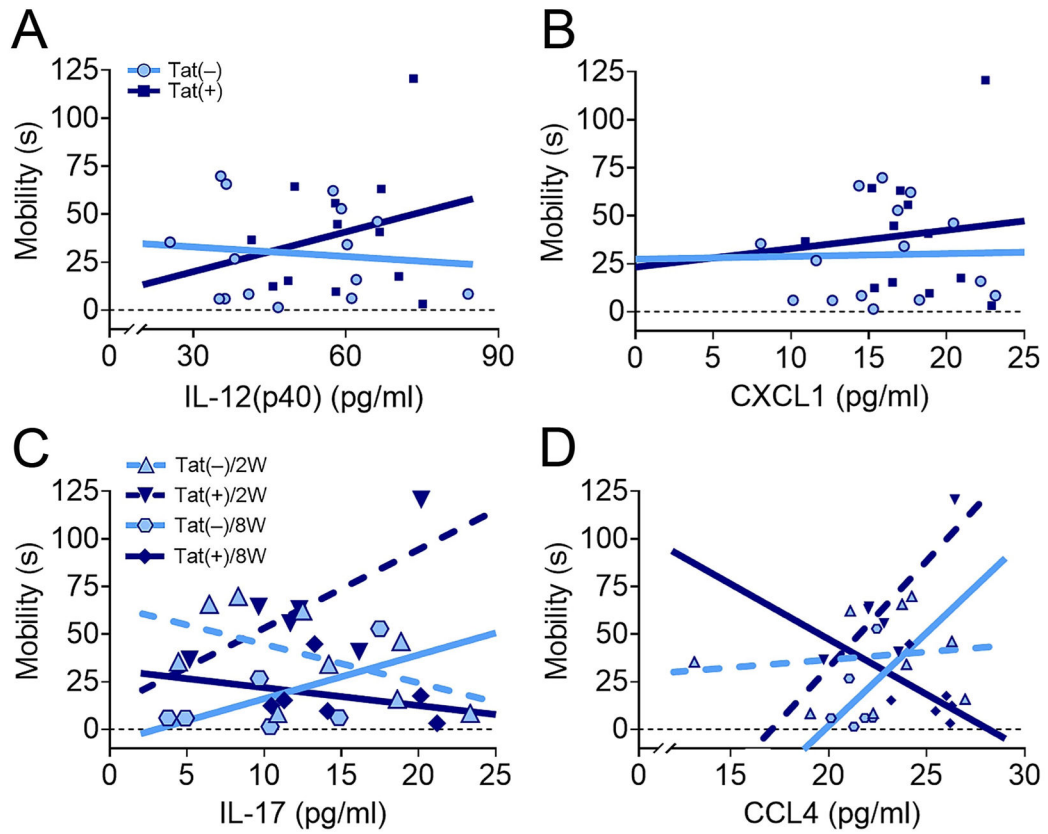 A
Tat(–)
Tat(+)
Mobility (s)
125
100
75
50
25
0
0 30 60 90
IL-12(p40) (pg/ml)
B
Mobility (s)
125
100
75
50
25
0
0 5 10 15 20 25
CXCL1 (pg/ml)
C
Tat(–)/2W
Tat(+)/2W
Tat(–)/8W
Tat(+)/8W
Mobility (s)
125
100
75
50
25
0
0 5 10 15 20 25
IL-17 (pg/ml)
D
Mobility (s)
125
100
75
50
25
0
0 15 20 25 30
CCL4 (pg/ml)